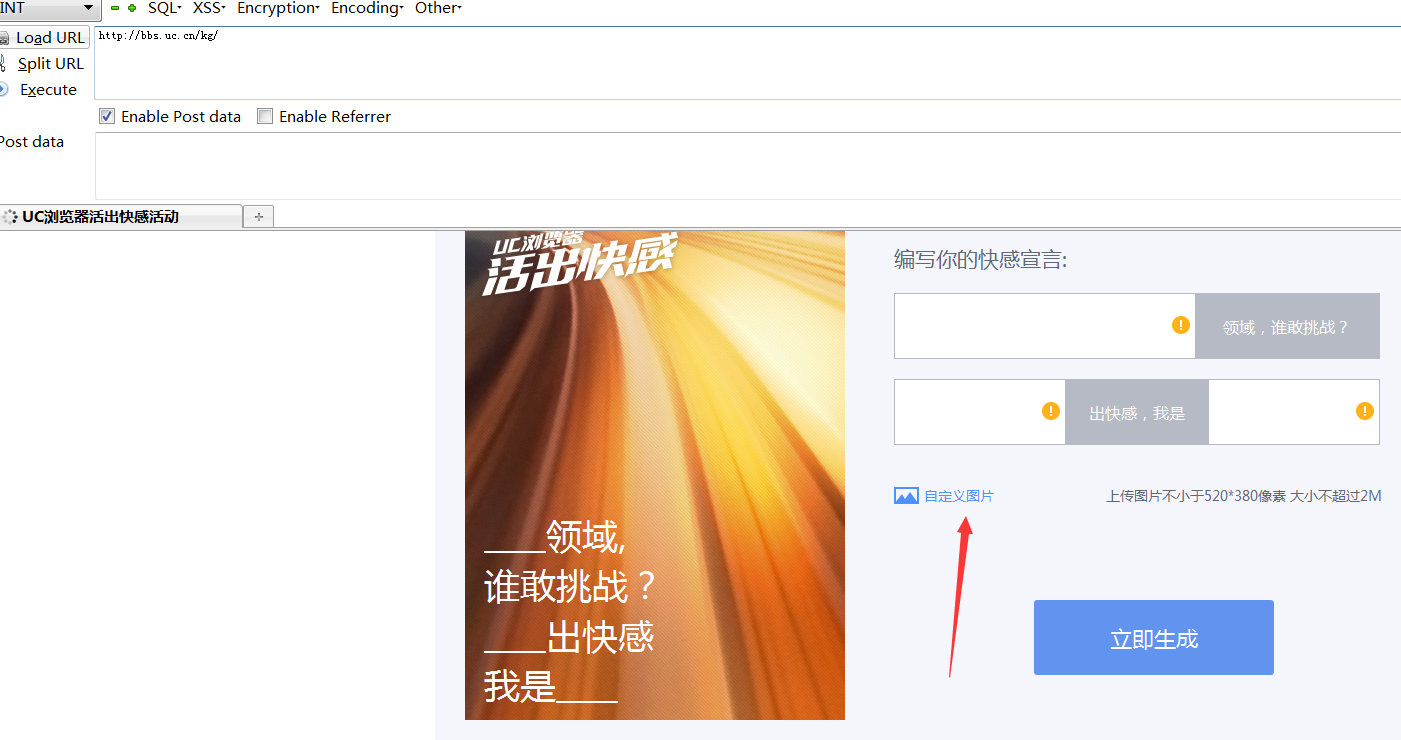 INT SQL XSS Encryption Encoding Other
Load URL http://bbs.uc.cn/kg/
Split URL
Execute
Enable Post data Enable Referrer
Post data
UC浏览器活出快感活动
UC浏览器
活出快感
____领域,
谁敢挑战？
____出快感
我是____
编写你的快感宣言:
领域，谁敢挑战？
出快感，我是
自定义图片 上传图片不小于520*380像素 大小不超过2M
立即生成